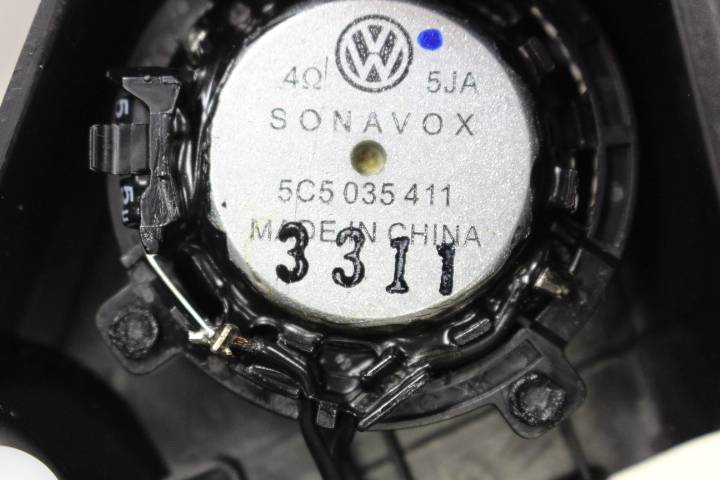 4Ω 5JA
SONAVOX
5C5 035 411
MADE IN CHINA
3311